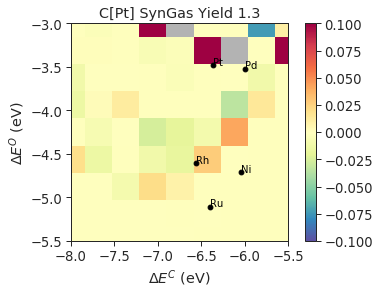 C[Pt] SynGas Yield 1.3
−3.0
−3.5
−4.0
−4.5
−5.0
−5.5
ΔE^O (eV)
Pt
Pd
Rh
Ni
Ru
−8.0 −7.5 −7.0 −6.5 −6.0 −5.5
ΔE^C (eV)
0.100
0.075
0.050
0.025
0.000
−0.025
−0.050
−0.075
−0.100